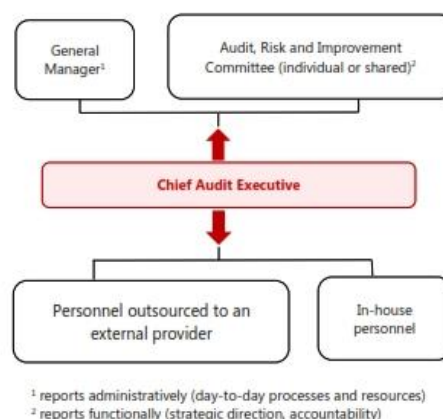 General
Manager¹
Audit, Risk and Improvement
Committee (individual or shared)²
Chief Audit Executive
Personnel outsourced to an
external provider
In-house
personnel
¹ reports administratively (day-to-day processes and resources)
² reports functionally (strategic direction, accountability)